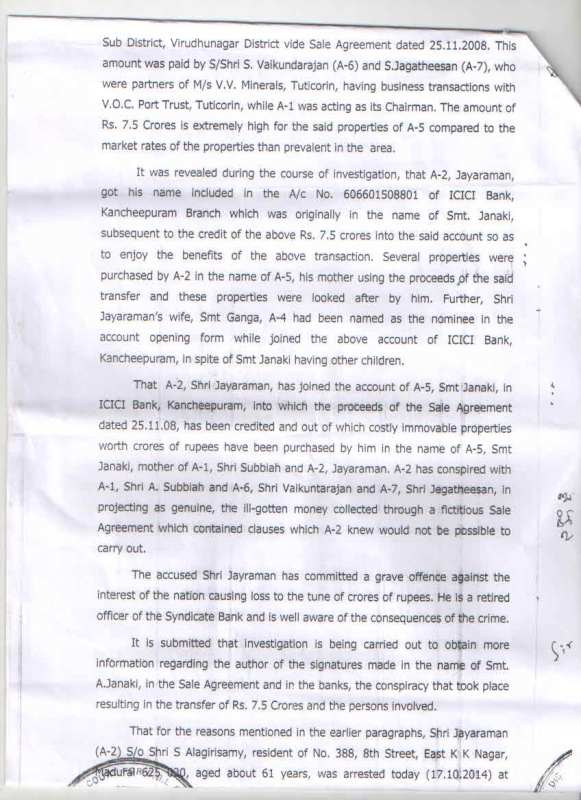 Sub District, Virudhunagar District vide Sale Agreement dated 25.11.2008. This
amount was paid by S/Shri S. Vaikundarajan (A-6) and S.Jagatheesan (A-7), who
were partners of M/s V.V. Minerals, Tuticorin, having business transactions with
V.O.C. Port Trust, Tuticorin, while A-1 was acting as its Chairman. The amount of
Rs. 7.5 Crores is extremely high for the said properties of A-5 compared to the
market rates of the properties than prevalent in the area.
It was revealed during the course of investigation, that A-2, Jayaraman,
got his name included in the A/c No. 606601508801 of ICICI Bank,
Kancheepuram Branch which was originally in the name of Smt. Janaki,
subsequent to the credit of the above Rs. 7.5 crores into the said account so as
to enjoy the benefits of the above transaction. Several properties were
purchased by A-2 in the name of A-5, his mother using the proceeds of the said
transfer and these properties were looked after by him. Further, Shri
Jayaraman's wife, Smt Ganga, A-4 had been named as the nominee in the
account opening form while joined the above account of ICICI Bank,
Kancheepuram, in spite of Smt Janaki having other children.
That A-2, Shri Jayaraman, has joined the account of A-5, Smt Janaki, in
ICICI Bank, Kancheepuram, into which the proceeds of the Sale Agreement
dated 25.11.08, has been credited and out of which costly immovable properties
worth crores of rupees have been purchased by him in the name of A-5, Smt
Janaki, mother of A-1, Shri Subbiah and A-2, Jayaraman. A-2 has conspired with
A-1, Shri A. Subbiah and A-6, Shri Vaikuntarajan and A-7, Shri Jegatheesan, in
projecting as genuine, the ill-gotten money collected through a fictitious Sale
Agreement which contained clauses which A-2 knew would not be possible to
carry out.
The accused Shri Jayraman has committed a grave offence against the
interest of the nation causing loss to the tune of crores of rupees. He is a retired
officer of the Syndicate Bank and is well aware of the consequences of the crime.
It is submitted that investigation is being carried out to obtain more
information regarding the author of the signatures made in the name of Smt.
A.Janaki, in the Sale Agreement and in the banks, the conspiracy that took place
resulting in the transfer of Rs. 7.5 Crores and the persons involved.
That for the reasons mentioned in the earlier paragraphs, Shri Jayaraman
(A-2) S/o Shri S Alagirisamy, resident of No. 388, 8th Street, East K K Nagar,
Madurai 625 020, aged about 61 years, was arrested today (17.10.2014) at